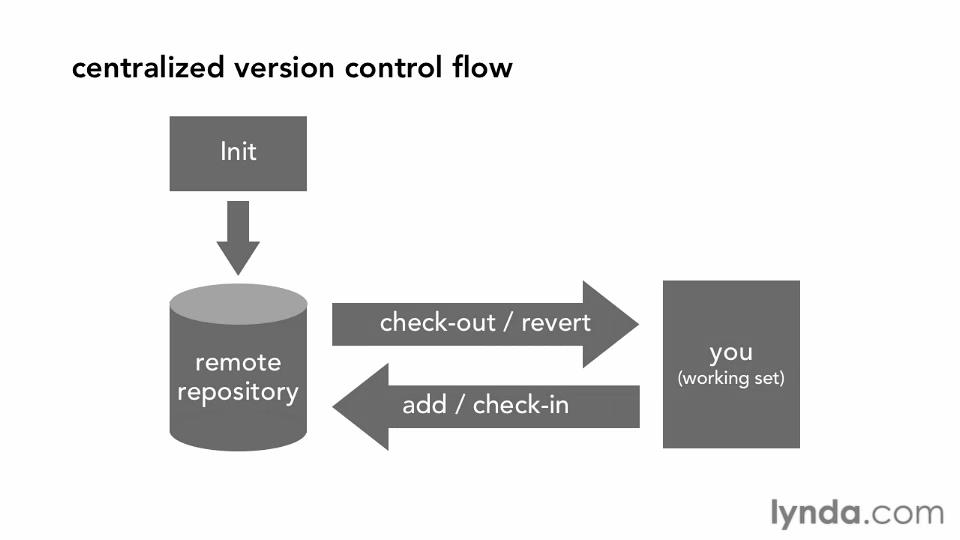 centralized version control flow
Init
check-out / revert
remote
repository
you
(working set)
add / check-in
lynda.com